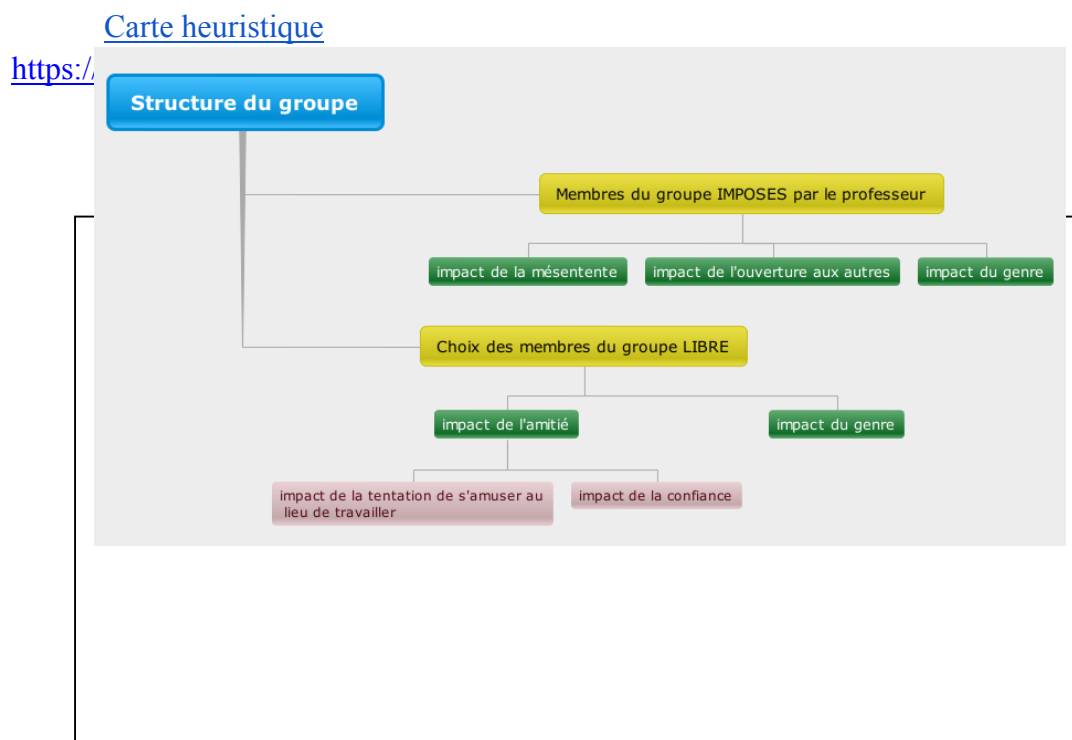 Carte heuristique
https:/
Structure du groupe
Membres du groupe IMPOSES par le professeur
impact de la mésentente
impact de l'ouverture aux autres
impact du genre
Choix des membres du groupe LIBRE
impact de l'amitié
impact du genre
impact de la tentation de s'amuser au
lieu de travailler
impact de la confiance